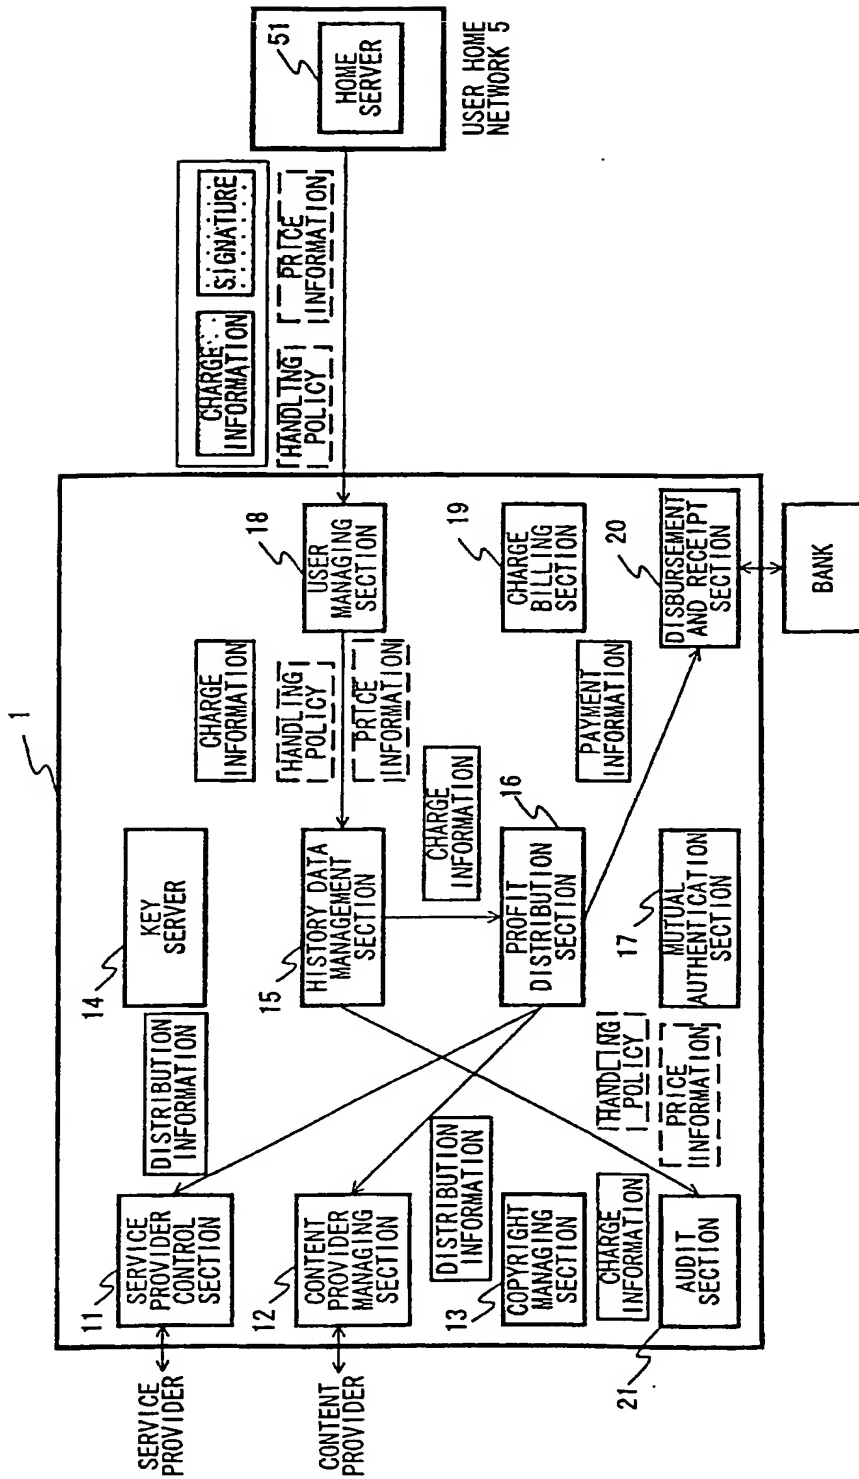 1
SERVICE
PROVIDER
11
SERVICE
PROVIDER
CONTROL
SECTION
DISTRIBUTION
INFORMATION
14
KEY
SERVER
CHARGE
INFORMATION
CHARGE
INFORMATION
SIGNATURE
HANDLING
POLICY
PRICE
INFORMATION
51
HOME
SERVER
USER HOME
NETWORK 5
CONTENT
PROVIDER
12
CONTENT
PROVIDER
MANAGING
SECTION
15
HISTORY DATA
MANAGEMENT
SECTION
HANDLING
POLICY
PRICE
INFORMATION
18
USER
MANAGING
SECTION
DISTRIBUTION
INFORMATION
CHARGE
INFORMATION
13
COPYRIGHT
MANAGING
SECTION
16
PROFIT
DISTRIBUTION
SECTION
19
CHARGE
BILLING
SECTION
CHARGE
INFORMATION
HANDLING
POLICY
PRICE
INFORMATION
PAYMENT
INFORMATION
21
AUDIT
SECTION
17
MUTUAL
AUTHENTICATION
SECTION
20
DISBURSEMENT
AND RECEIPT
SECTION
BANK